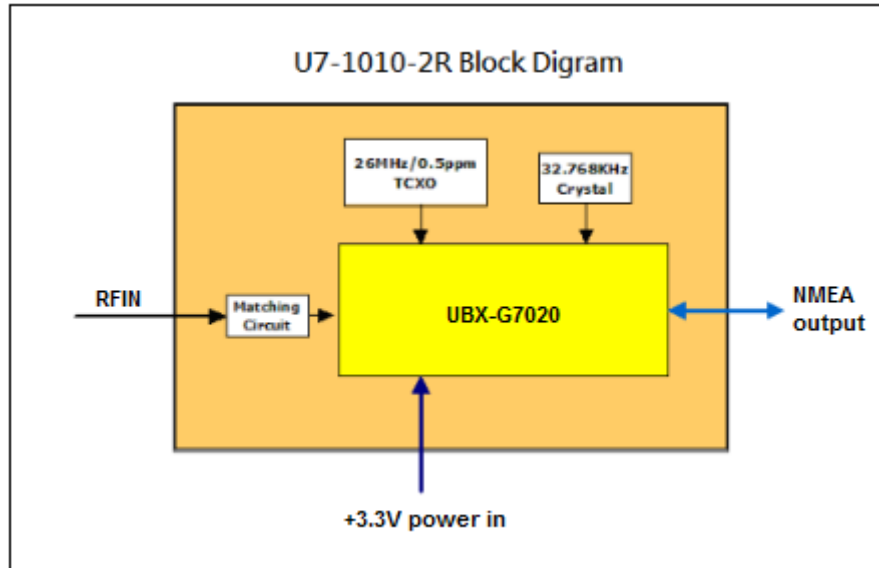 U7-1010-2R Block Digram
26MHz/0.5ppm
TCXO
32.768KHz
Crystal
RFIN
Matching
Circuit
UBX-G7020
NMEA
output
+3.3V power in